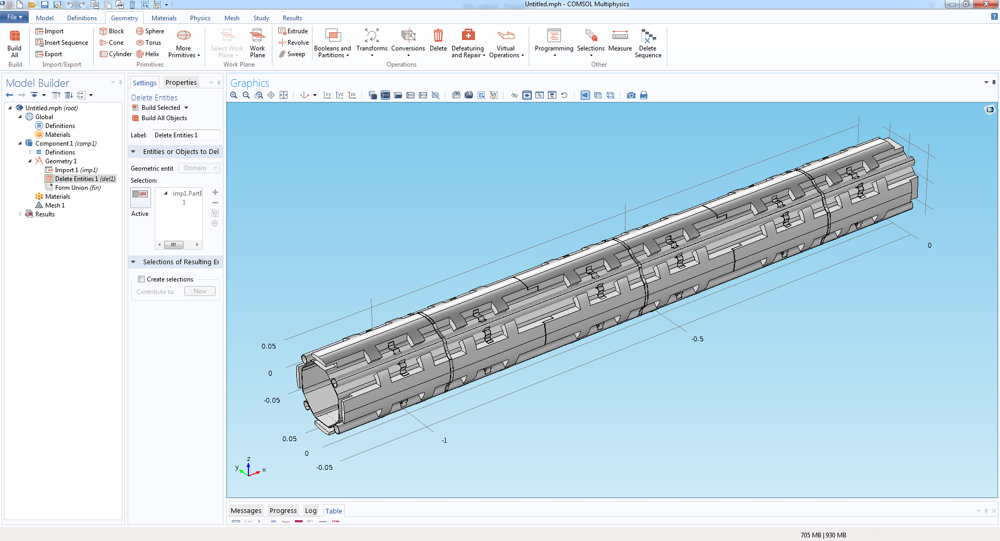 Untitled.mph - COMSOL Multiphysics
File Model Definitions Geometry Materials Physics Mesh Study Results
Build All
Build
Import
Insert Sequence
Export
Import/Export
Block Sphere
Cone Torus
Cylinder Helix
More Primitives
Primitives
Select Work Plane
Work Plane
Work Plane
Extrude
Revolve
Sweep
Booleans and Partitions
Transforms
Conversions
Delete
Defeaturing and Repair
Virtual Operations
Operations
Programming
Selections
Measure
Delete Sequence
Other
Model Builder
Untitled.mph (root)
Global
Definitions
Materials
Component 1 (comp1)
Definitions
Geometry 1
Import 1 (imp1)
Delete Entities 1 (del1)
Form Union (fin)
Materials
Mesh 1
Results
Settings Properties
Delete Entities
Build Selected
Build All Objects
Label: Delete Entities 1
Entities or Objects to Del
Geometric entit Domain
Selection:
OFF
Active
imp1.PartE
1
Selections of Resulting Er
Create selections
Contribute to: New
Graphics
xy yz zx
0.05
0
-0.05
0.05
0
-0.05
-1
-0.5
0
z
y
x
Messages Progress Log Table
705 MB | 930 MB